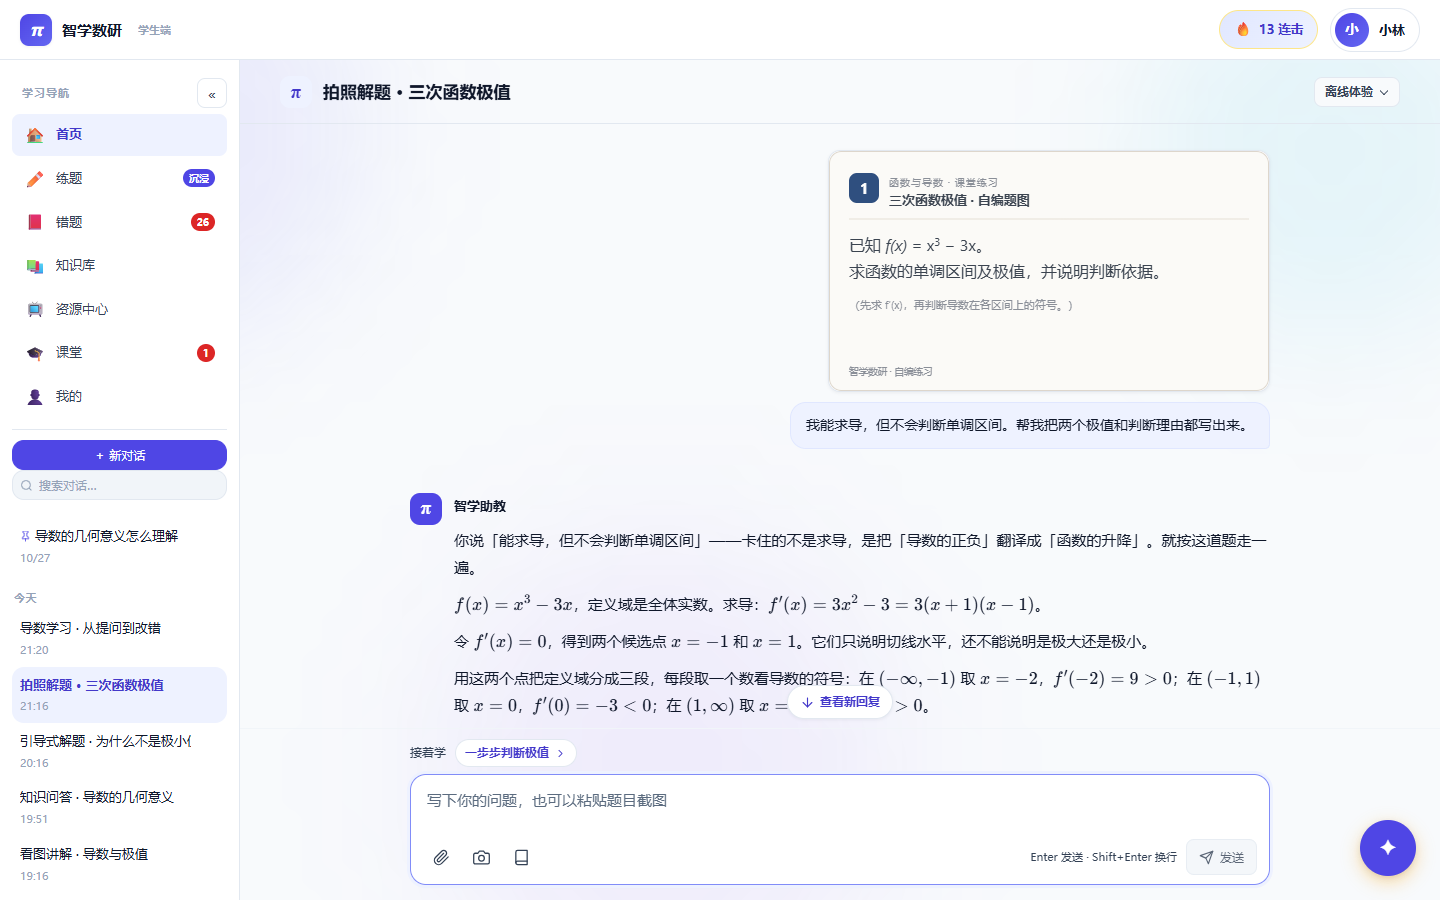 π 智学数研 学生端
13 连击
小 小林
学习导航 «
首页
练题 沉浸
错题 26
知识库
资源中心
课堂 1
我的
+ 新对话
搜索对话...
导数的几何意义怎么理解
10/27
今天
导数学习 · 从提问到改错
21:20
拍照解题 • 三次函数极值
21:16
引导式解题 · 为什么不是极小
20:16
知识问答 · 导数的几何意义
19:51
看图讲解 · 导数与极值
19:16
π 拍照解题 • 三次函数极值
离线体验
1
函数与导数 · 课堂练习
三次函数极值 · 自编题图
已知 f(x) = x³ − 3x。
求函数的单调区间及极值，并说明判断依据。
（先求 f′(x)，再判断导数在各区间上的符号。）
智学数研 · 自编练习
我能求导，但不会判断单调区间。帮我把两个极值和判断理由都写出来。
π 智学助教
你说「能求导，但不会判断单调区间」——卡住的不是求导，是把「导数的正负」翻译成「函数的升降」。就按这道题走一
遍。
f(x) = x³ − 3x，定义域是全体实数。求导：f′(x) = 3x² − 3 = 3(x + 1)(x − 1)。
令 f′(x) = 0，得到两个候选点 x = −1 和 x = 1。它们只说明切线水平，还不能说明是极大还是极小。
用这两个点把定义域分成三段，每段取一个数看导数的符号：在 (−∞, −1) 取 x = −2，f′(−2) = 9 > 0；在 (−1, 1)
取 x = 0，f′(0) = −3 < 0；在 (1, ∞) 取 x = > 0。
查看新回复
接着学 一步步判断极值
写下你的问题，也可以粘贴题目截图
Enter 发送 · Shift+Enter 换行
发送